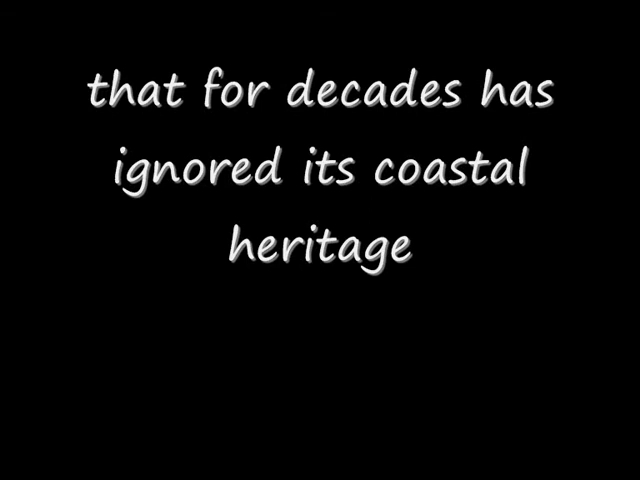 that for decades has
ignored its coastal
heritage